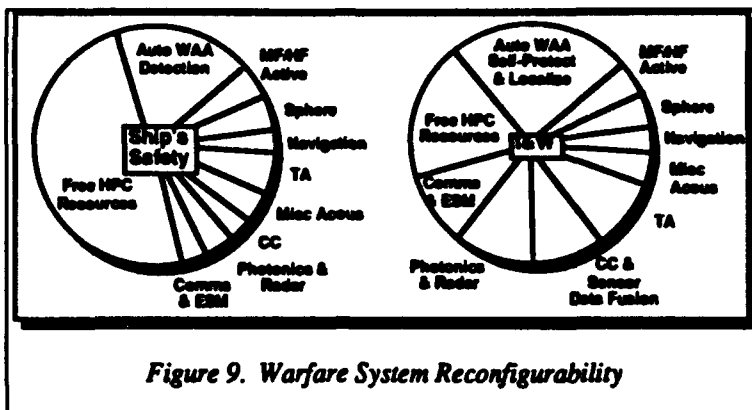 Auto WAA
Detection
MF/HF
Active
Sphere
Navigation
TA
Misc Acous
CC
Photonics &
Radar
Comms
& ESM
Free HPC
Resources
Ship's
Safety
Auto WAA
Self-Protect
& Localize
MF/HF
Active
Sphere
Navigation
Misc
Acous
TA
CC &
Sensor
Data Fusion
Photonics
& Radar
Comms
& ESM
Free HPC
Resources
I&W
Figure 9. Warfare System Reconfigurability